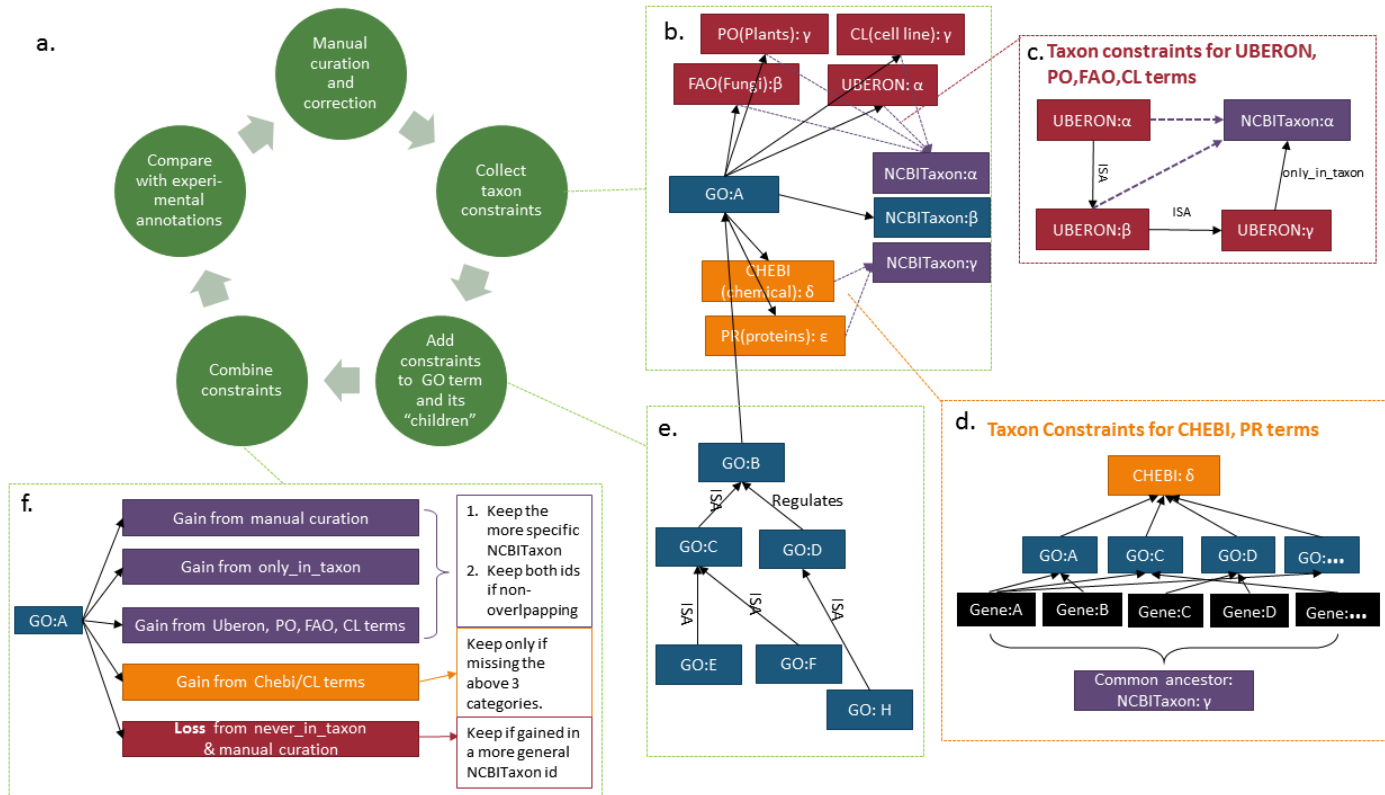 a.
Manual
curation
and
correction
Collect
taxon
constraints
Add
constraints
to GO term
and its
“children”
Combine
constraints
Compare
with experi-
mental
annotations
b.
PO(Plants): γ
CL(cell line): γ
FAO(Fungi):β
UBERON: α
NCBITaxon:α
GO:A
NCBITaxon:β
NCBITaxon:γ
CHEBI
(chemical): δ
PR(proteins): ε
c.
Taxon constraints for UBERON,
PO,FAO,CL terms
UBERON:α
NCBITaxon:α
ISA
only_in_taxon
UBERON:β
ISA
UBERON:γ
d.
Taxon Constraints for CHEBI, PR terms
CHEBI: δ
GO:A
GO:C
GO:D
GO:...
Gene:A
Gene:B
Gene:C
Gene:D
Gene:...
Common ancestor:
NCBITaxon: γ
e.
GO:B
ISA
Regulates
GO:C
GO:D
ISA
ISA
ISA
GO:E
GO:F
GO: H
f.
GO:A
Gain from manual curation
Gain from only_in_taxon
Gain from Uberon, PO, FAO, CL terms
Gain from Chebi/CL terms
Loss from never_in_taxon
& manual curation
1. Keep the
more specific
NCBITaxon
2. Keep both ids
if non-
overlpapping
Keep only if
missing the
above 3
categories.
Keep if gained in
a more general
NCBITaxon id